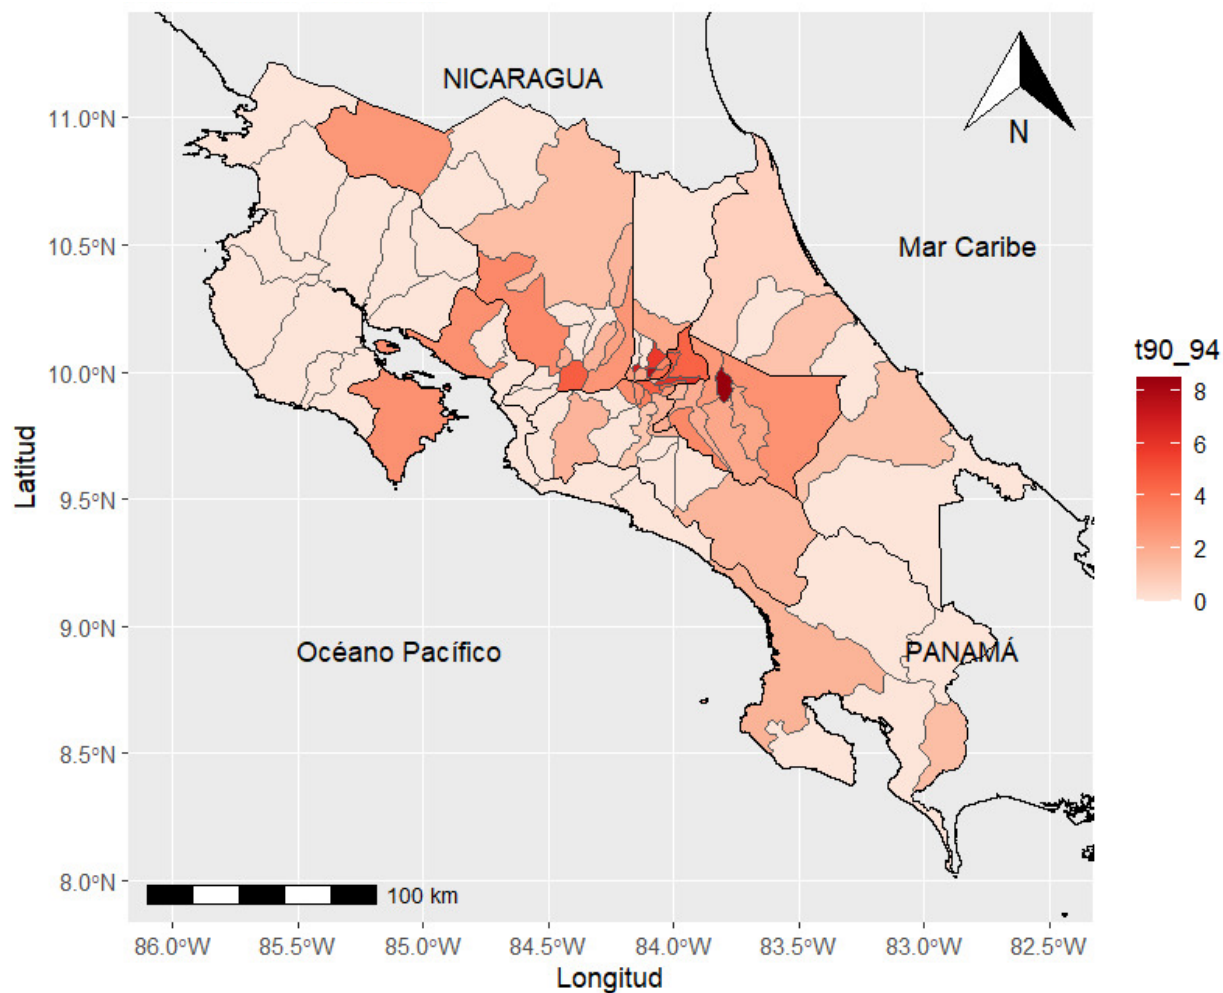 NICARAGUA
N
Mar Caribe
Océano Pacífico
PANAMÁ
100 km
11.0°N
10.5°N
10.0°N
9.5°N
9.0°N
8.5°N
8.0°N
Latitud
86.0°W 85.5°W 85.0°W 84.5°W 84.0°W 83.5°W 83.0°W 82.5°W
Longitud
t90_94
8
6
4
2
0